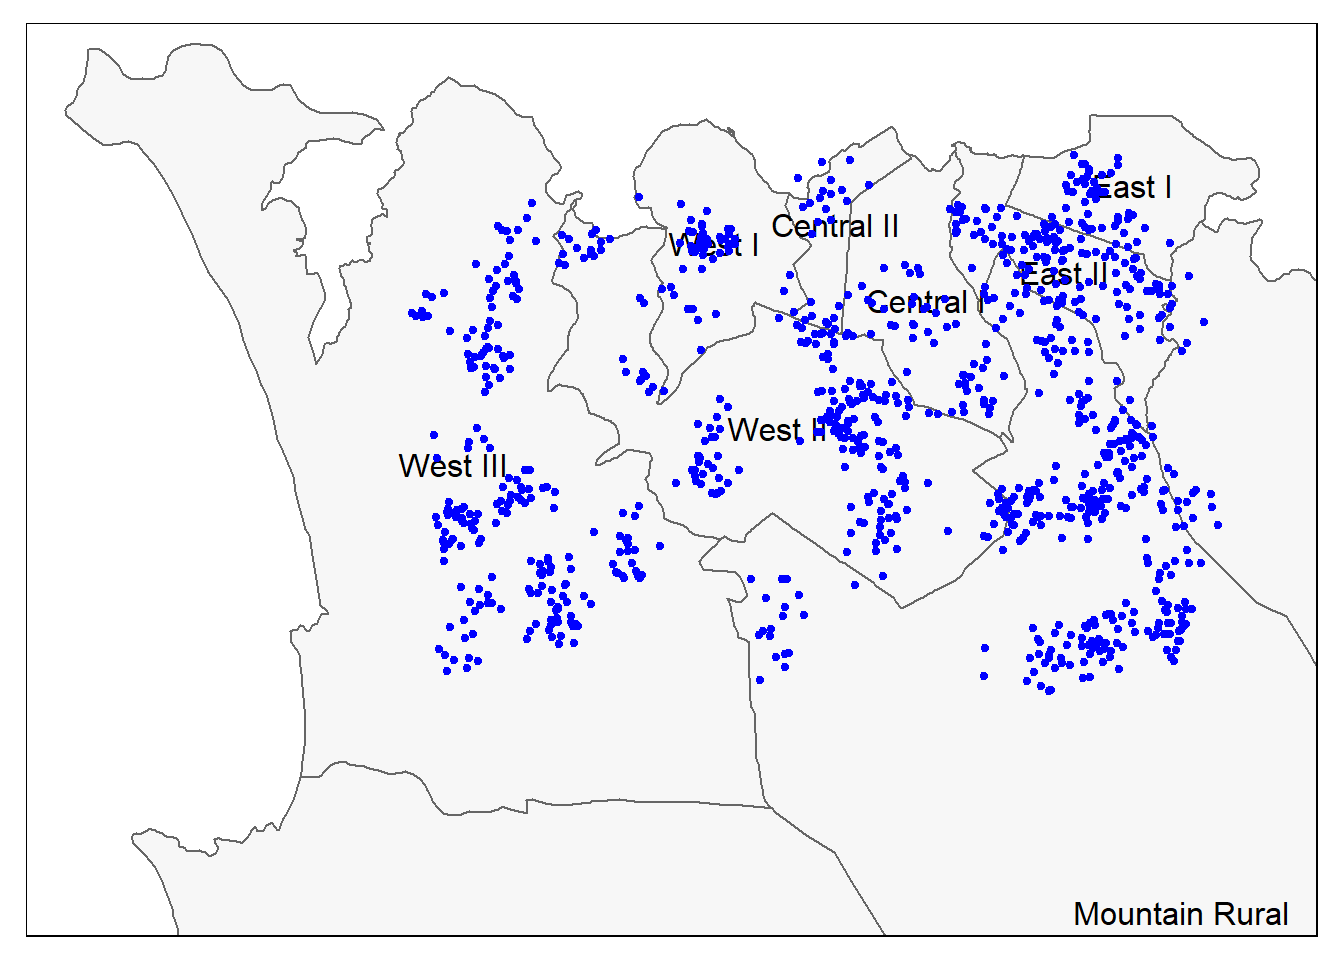 East I
Central II
West I
East II
Central I
West II
West III
Mountain Rural